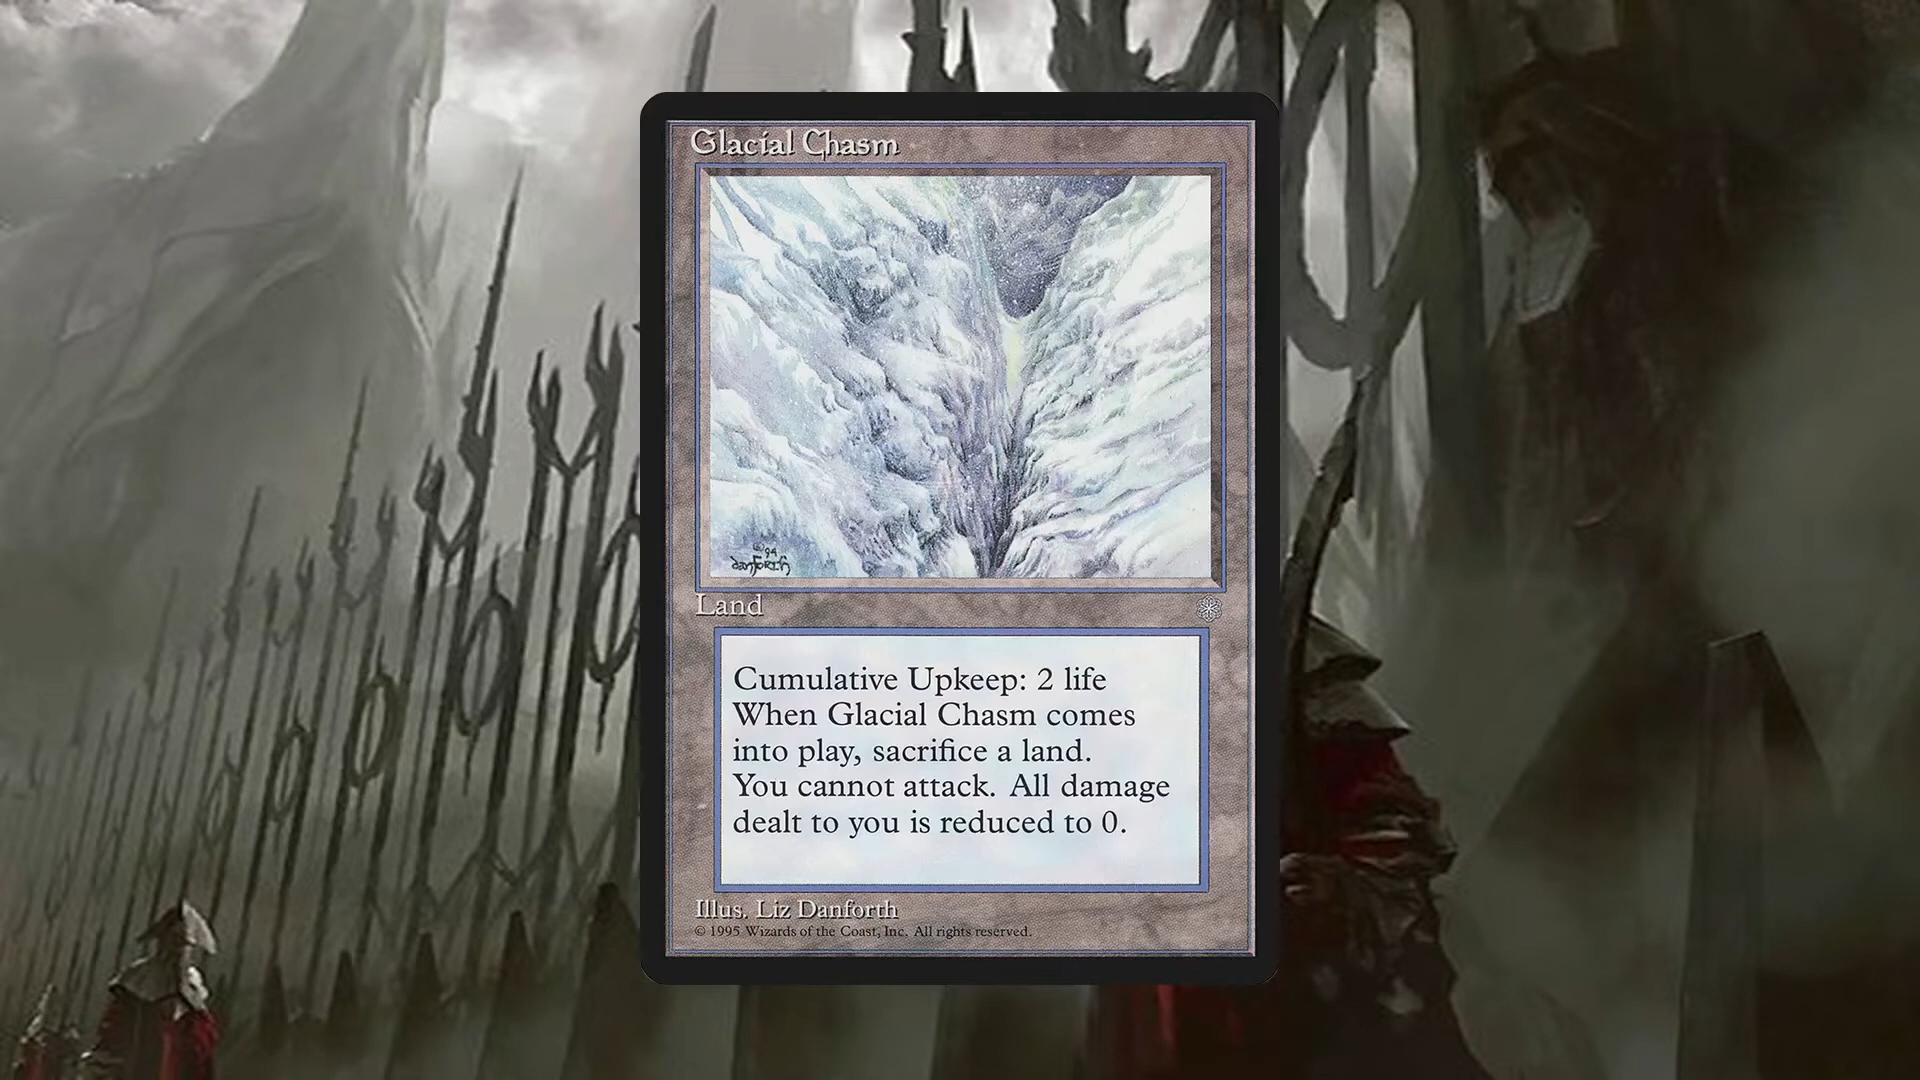 Glacial Chasm
'94
danforth
Land
Cumulative Upkeep: 2 life
When Glacial Chasm comes
into play, sacrifice a land.
You cannot attack. All damage
dealt to you is reduced to 0.
Illus. Liz Danforth
© 1995 Wizards of the Coast, Inc. All rights reserved.